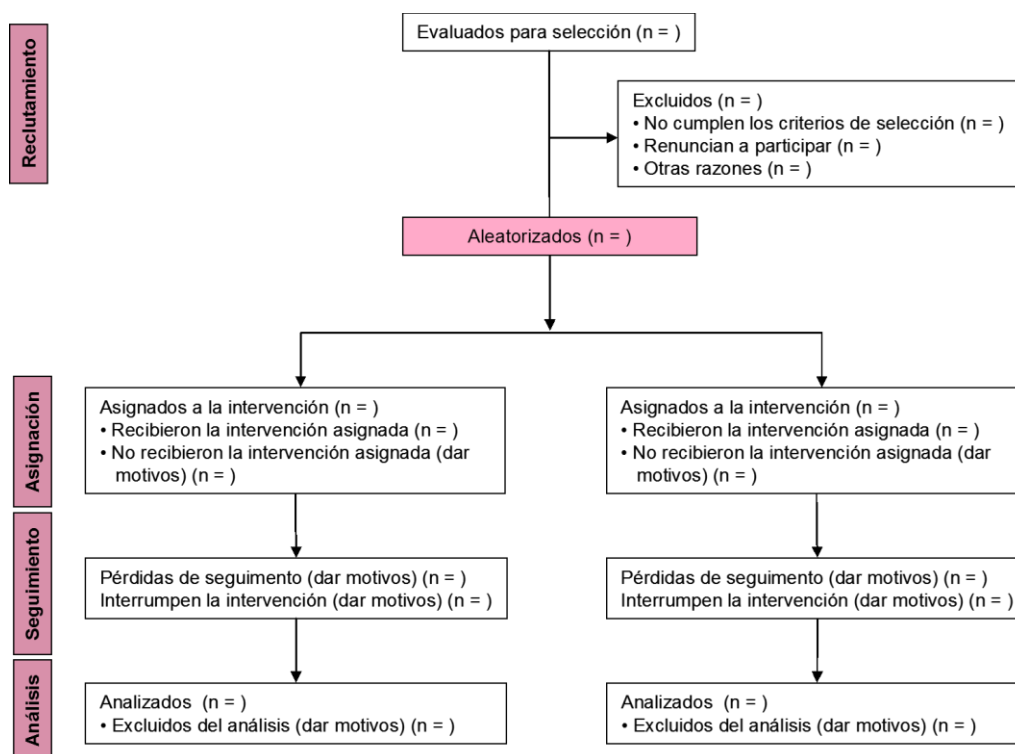 Reclutamiento
Evaluados para selección (n = )
Excluidos (n = )
• No cumplen los criterios de selección (n = )
• Renuncian a participar (n = )
• Otras razones (n = )
Aleatorizados (n = )
Asignación
Asignados a la intervención (n = )
• Recibieron la intervención asignada (n = )
• No recibieron la intervención asignada (dar
motivos) (n = )
Asignados a la intervención (n = )
• Recibieron la intervención asignada (n = )
• No recibieron la intervención asignada (dar
motivos) (n = )
Seguimiento
Pérdidas de seguimento (dar motivos) (n = )
Interrumpen la intervención (dar motivos) (n = )
Pérdidas de seguimento (dar motivos) (n = )
Interrumpen la intervención (dar motivos) (n = )
Análisis
Analizados (n = )
• Excluidos del análisis (dar motivos) (n = )
Analizados (n = )
• Excluidos del análisis (dar motivos) (n = )